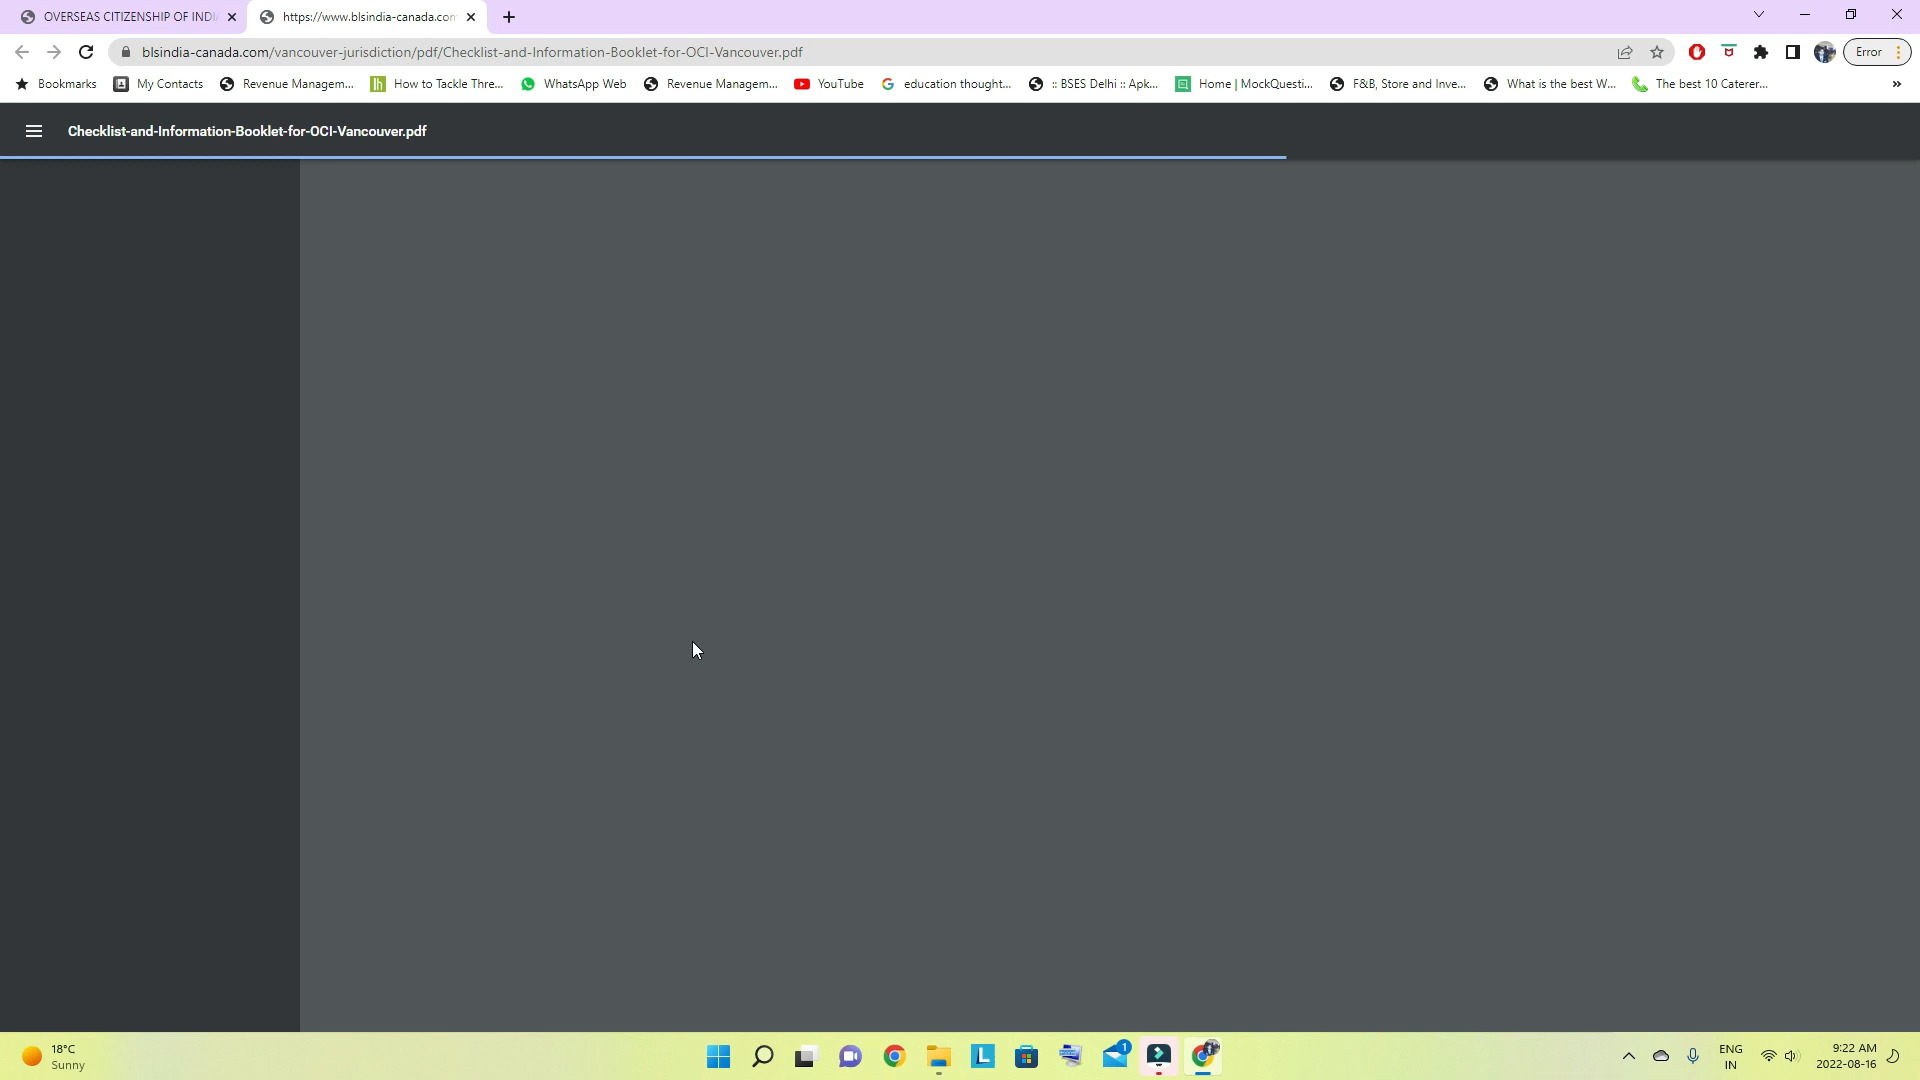 OVERSEAS CITIZENSHIP OF INDI
https://www.blsindia-canada.com
blsindia-canada.com/vancouver-jurisdiction/pdf/Checklist-and-Information-Booklet-for-OCI-Vancouver.pdf
Error
Bookmarks
My Contacts
Revenue Managem...
How to Tackle Thre...
WhatsApp Web
Revenue Managem...
YouTube
education thought...
:: BSES Delhi :: Apk...
Home | MockQuesti...
F&B, Store and Inve...
What is the best W...
The best 10 Caterer...
»
Checklist-and-Information-Booklet-for-OCI-Vancouver.pdf
18°C
Sunny
L
1
ENG
IN
9:22 AM
2022-08-16